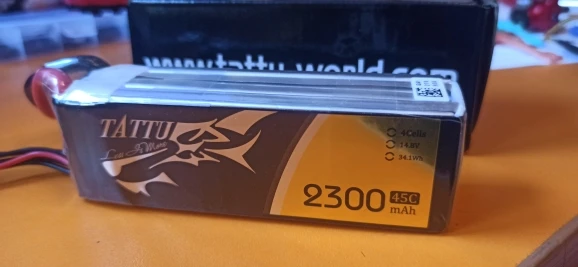 www.tattu-world.com
TATTU
4Cells
14.8V
34.1Wh
2300 45C
mAh